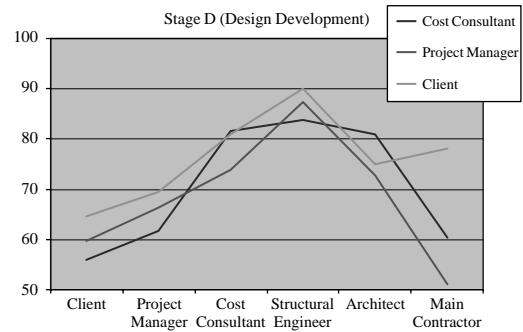 Stage D (Design Development)
Cost Consultant
Project Manager
Client
100
90
80
70
60
50
Client
Project
Manager
Cost
Consultant
Structural
Engineer
Architect
Main
Contractor